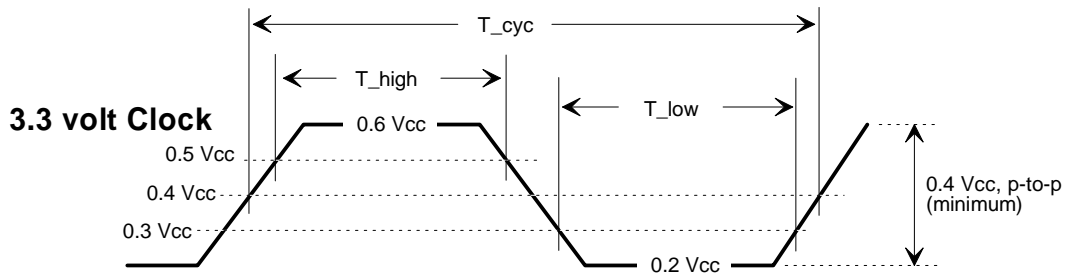 T_cyc
T_high
T_low
3.3 volt Clock
0.6 Vcc
0.5 Vcc
0.4 Vcc
0.4 Vcc, p-to-p
(minimum)
0.3 Vcc
0.2 Vcc